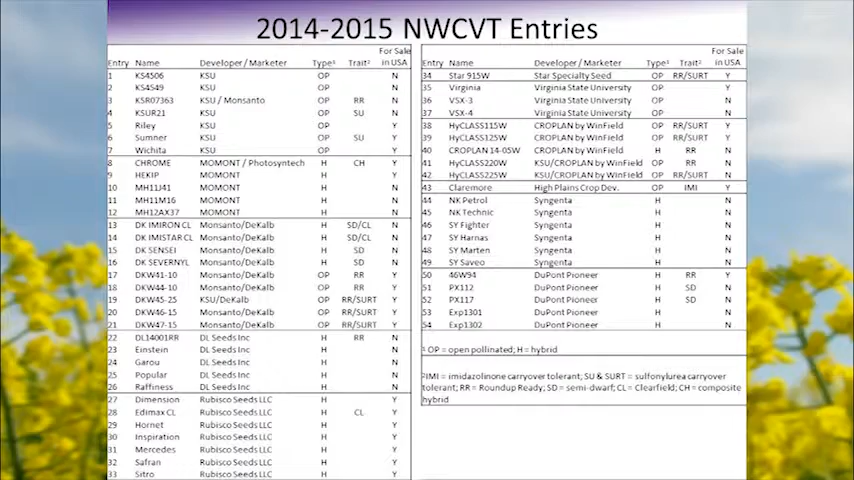 2014-2015 NWCVT Entries
For Sale
Entry Name Developer / Marketer Type¹ Trait² in USA
1 KS4506 KSU OP N
2 KS4549 KSU OP N
3 KSR07363 KSU / Monsanto OP RR N
4 KSUR21 KSU OP SU N
5 Riley KSU OP Y
6 Sumner KSU OP SU Y
7 Wichita KSU OP Y
8 CHROME MOMONT / Photosyntech H CH Y
9 HEKIP MOMONT H Y
10 MH11J41 MOMONT H N
11 MH11M16 MOMONT H N
12 MH12AX37 MOMONT H N
13 DK IMIRON CL Monsanto/DeKalb H SD/CL N
14 DK IMISTAR CL Monsanto/DeKalb H SD/CL N
15 DK SENSEI Monsanto/DeKalb H SD N
16 DK SEVERNYL Monsanto/DeKalb H SD N
17 DKW41-10 Monsanto/DeKalb OP RR Y
18 DKW44-10 Monsanto/DeKalb OP RR Y
19 DKW45-25 KSU/DeKalb OP RR/SURT Y
20 DKW46-15 Monsanto/DeKalb OP RR/SURT Y
21 DKW47-15 Monsanto/DeKalb OP RR/SURT Y
22 DL14001RR DL Seeds Inc H RR N
23 Einstein DL Seeds Inc H N
24 Garou DL Seeds Inc H N
25 Popular DL Seeds Inc H N
26 Raffiness DL Seeds Inc H N
27 Dimension Rubisco Seeds LLC H Y
28 Edimax CL Rubisco Seeds LLC H CL Y
29 Hornet Rubisco Seeds LLC H Y
30 Inspiration Rubisco Seeds LLC H Y
31 Mercedes Rubisco Seeds LLC H Y
32 Safran Rubisco Seeds LLC H Y
33 Sitro Rubisco Seeds LLC H Y
For Sale
Entry Name Developer / Marketer Type¹ Trait² in USA
34 Star 915W Star Specialty Seed OP RR/SURT Y
35 Virginia Virginia State University OP Y
36 VSX-3 Virginia State University OP N
37 VSX-4 Virginia State University OP N
38 HyCLASS115W CROPLAN by WinField OP RR/SURT Y
39 HyCLASS125W CROPLAN by WinField OP RR/SURT Y
40 CROPLAN 14-05W CROPLAN by WinField H RR N
41 HyCLASS220W KSU/CROPLAN by WinField OP RR N
42 HyCLASS225W KSU/CROPLAN by WinField OP RR/SURT N
43 Claremore High Plains Crop Dev. OP IMI Y
44 NK Petrol Syngenta H N
45 NK Technic Syngenta H N
46 SY Fighter Syngenta H N
47 SY Harnas Syngenta H N
48 SY Marten Syngenta H N
49 SY Saveo Syngenta H N
50 46W94 DuPont Pioneer H RR Y
51 PX112 DuPont Pioneer H SD N
52 PX117 DuPont Pioneer H SD N
53 Exp1301 DuPont Pioneer H N
54 Exp1302 DuPont Pioneer H N
¹ OP = open pollinated; H = hybrid
²IMI = imidazolinone carryover tolerant; SU & SURT = sulfonylurea carryover
tolerant; RR = Roundup Ready; SD = semi-dwarf; CL = Clearfield; CH = composite
hybrid